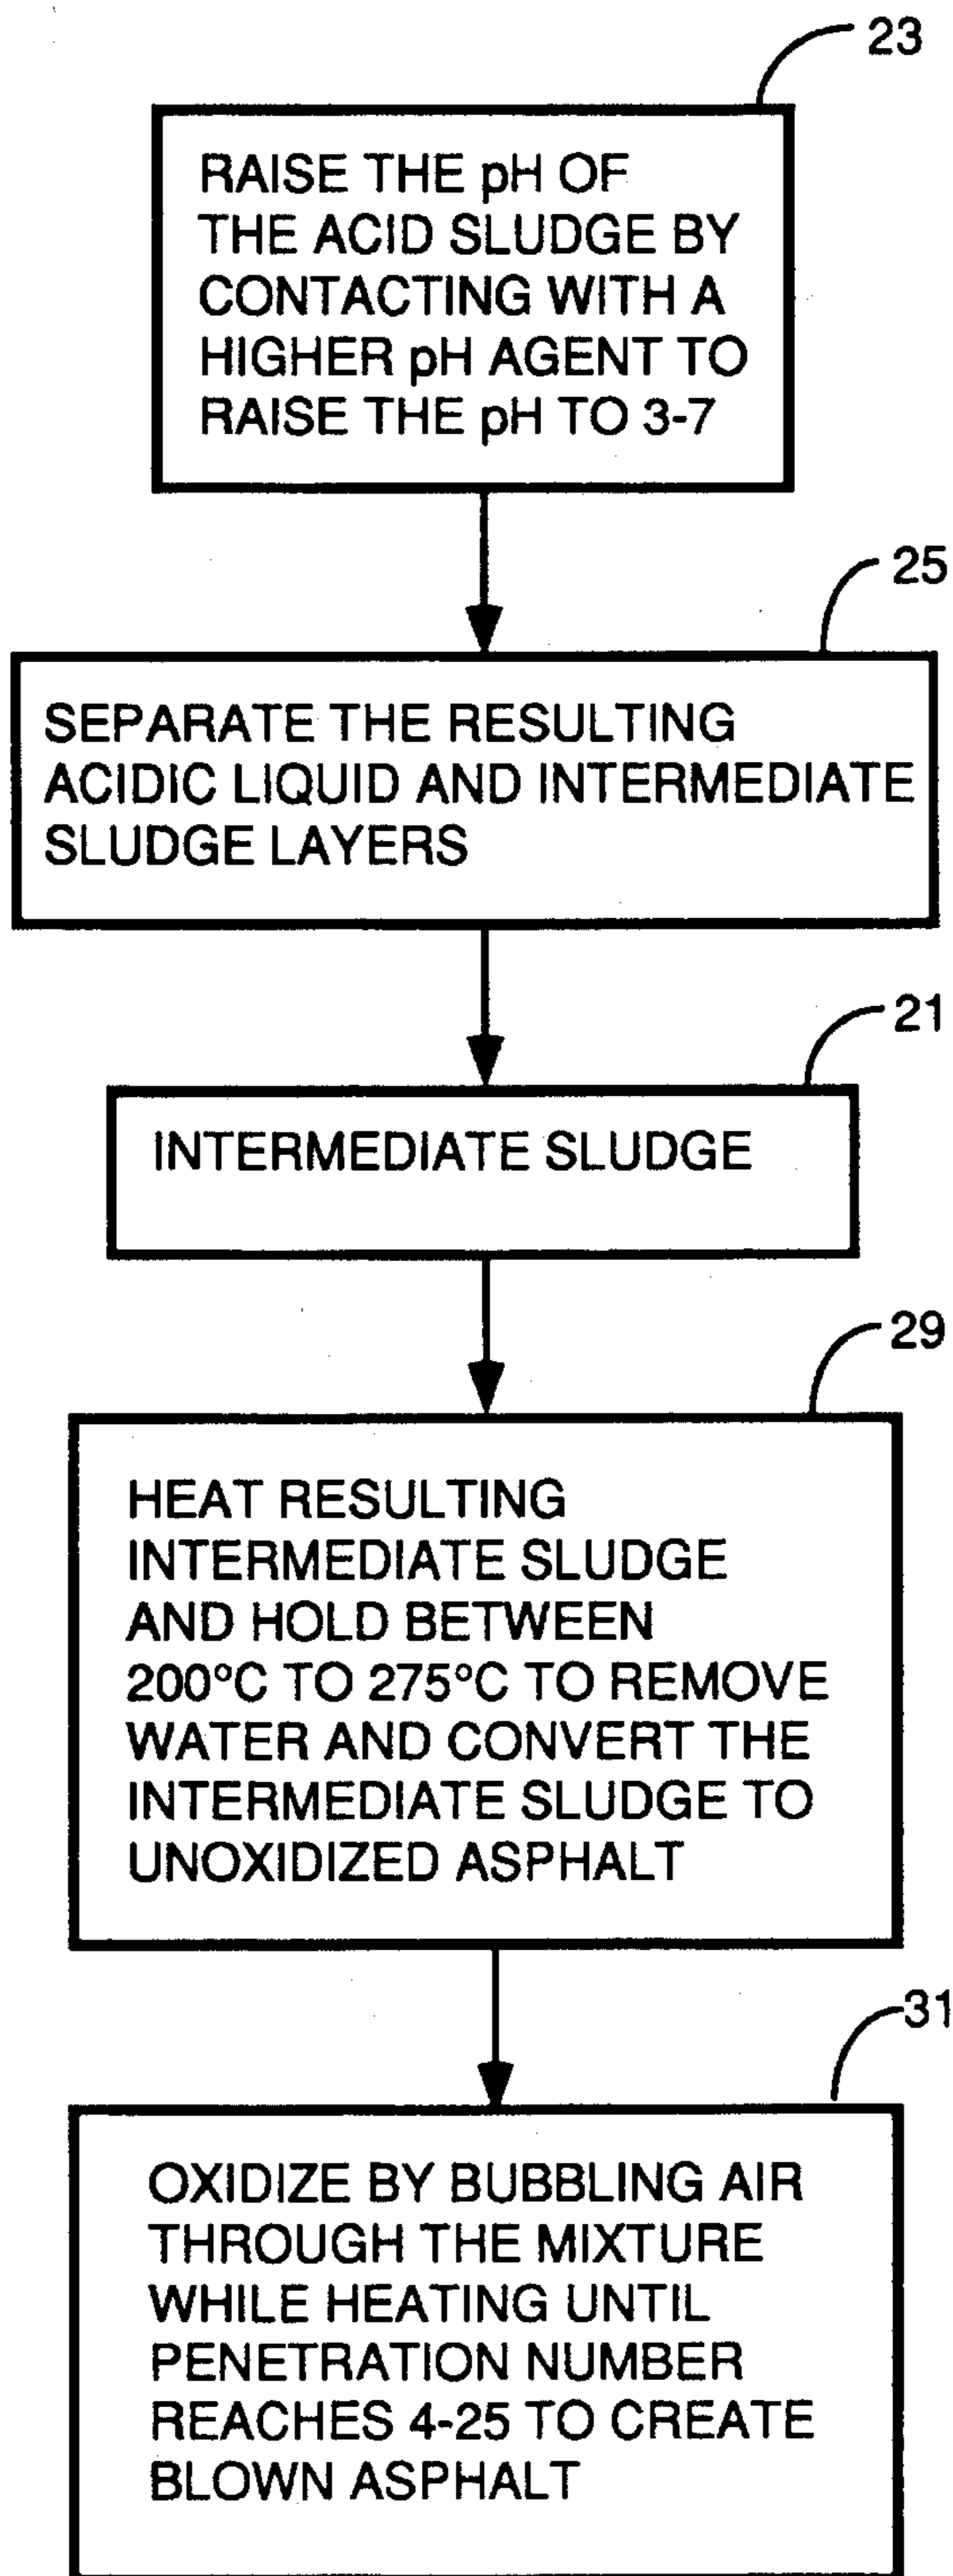 23
RAISE THE pH OF
THE ACID SLUDGE BY
CONTACTING WITH A
HIGHER pH AGENT TO
RAISE THE pH TO 3-7
25
SEPARATE THE RESULTING
ACIDIC LIQUID AND INTERMEDIATE
SLUDGE LAYERS
21
INTERMEDIATE SLUDGE
29
HEAT RESULTING
INTERMEDIATE SLUDGE
AND HOLD BETWEEN
200°C TO 275°C TO REMOVE
WATER AND CONVERT THE
INTERMEDIATE SLUDGE TO
UNOXIDIZED ASPHALT
31
OXIDIZE BY BUBBLING AIR
THROUGH THE MIXTURE
WHILE HEATING UNTIL
PENETRATION NUMBER
REACHES 4-25 TO CREATE
BLOWN ASPHALT